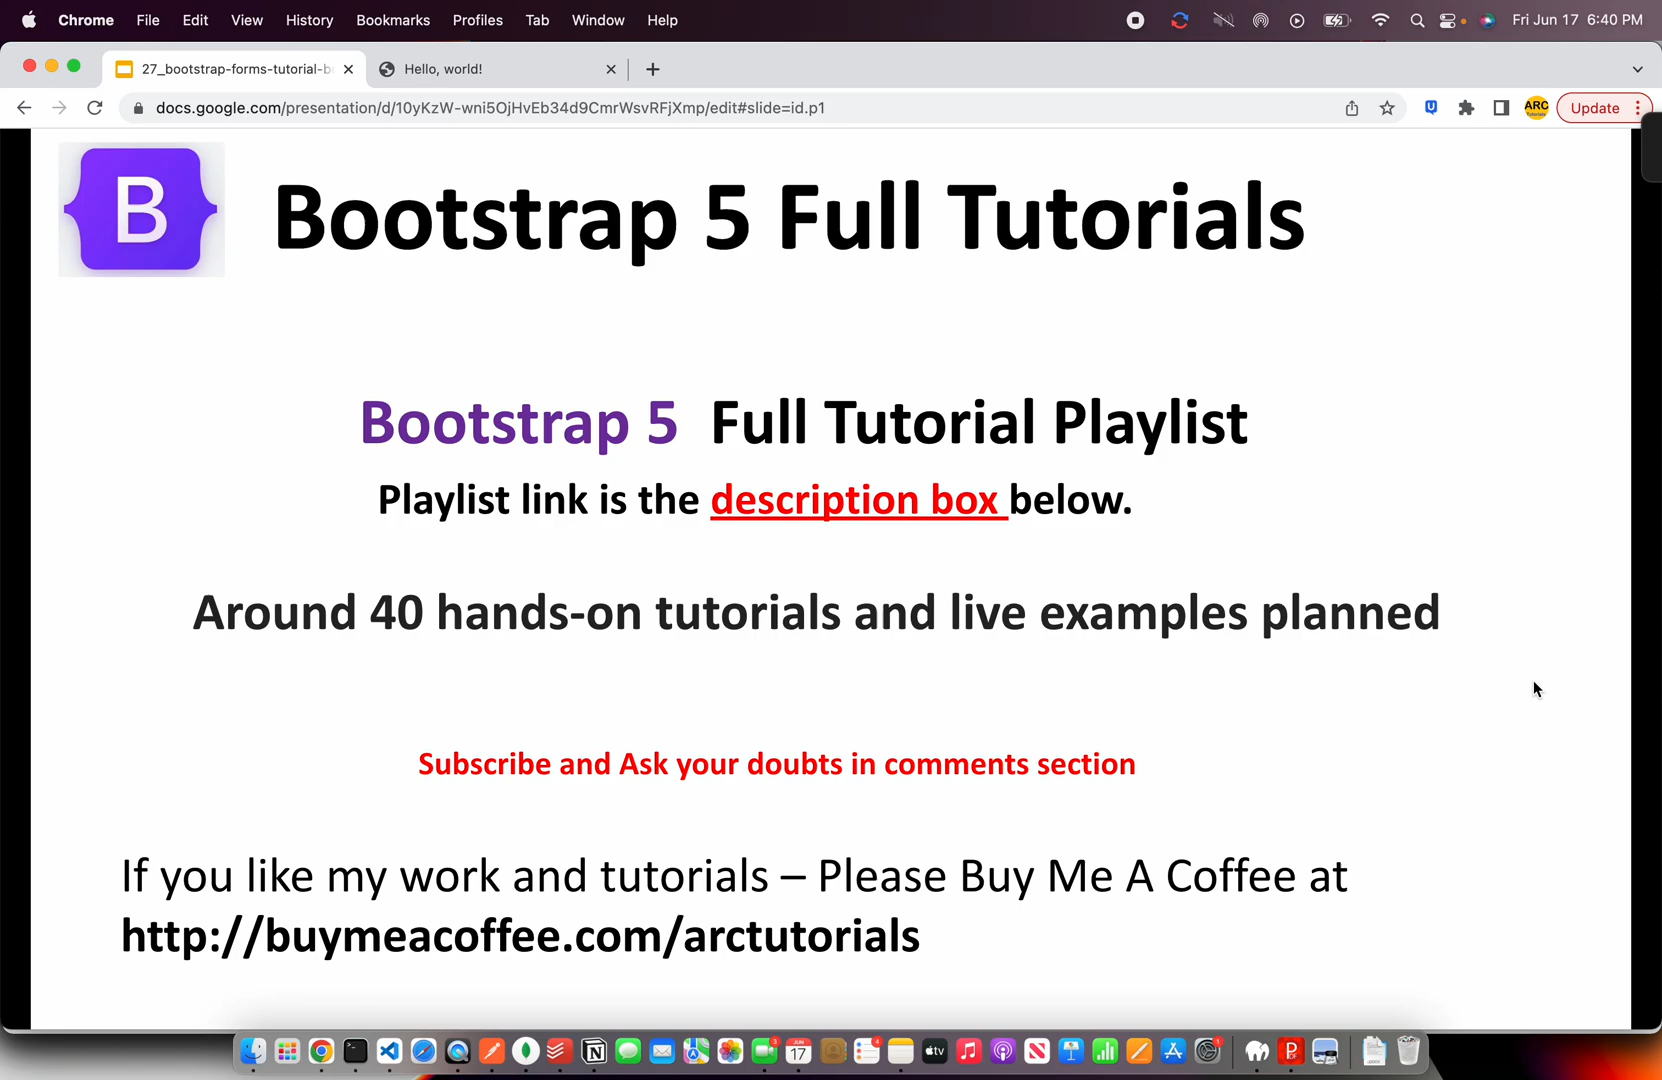 Chrome File Edit View History Bookmarks Profiles Tab Window Help Fri Jun 17 6:40 PM
27_bootstrap-forms-tutorial-b Hello, world!
docs.google.com/presentation/d/10yKzW-wni5OjHvEb34d9CmrWsvRFjXmp/edit#slide=id.p1 ARC Update
B
Bootstrap 5 Full Tutorials
Bootstrap 5 Full Tutorial Playlist
Playlist link is the description box below.
Around 40 hands-on tutorials and live examples planned
Subscribe and Ask your doubts in comments section
If you like my work and tutorials – Please Buy Me A Coffee at
http://buymeacoffee.com/arctutorials
JUN 17 tv